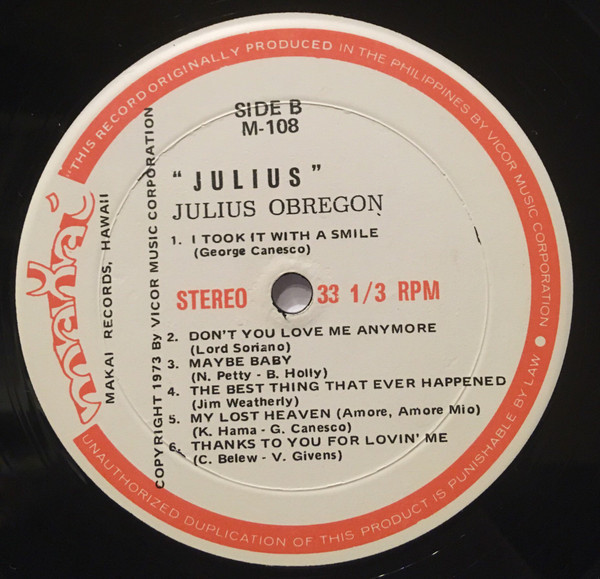 "THIS RECORD ORIGINALLY PRODUCED IN THE PHILIPPINES BY VICOR MUSIC CORPORATION
UNAUTHORIZED DUPLICATION OF THIS PRODUCT IS PUNISHABLE BY LAW
makai
MAKAI RECORDS, HAWAII
COPYRIGHT 1973 By VICOR MUSIC CORPORATION
SIDE B
M-108
"JULIUS"
JULIUS OBREGON
1. I TOOK IT WITH A SMILE
(George Canesco)
STEREO 33 1/3 RPM
2. DON'T YOU LOVE ME ANYMORE
(Lord Soriano)
3. MAYBE BABY
(N. Petty - B. Holly)
4. THE BEST THING THAT EVER HAPPENED
(Jim Weatherly)
5. MY LOST HEAVEN (Amore, Amore Mio)
(K. Hama - G. Canesco)
6. THANKS TO YOU FOR LOVIN' ME
(C. Belew - V. Givens)